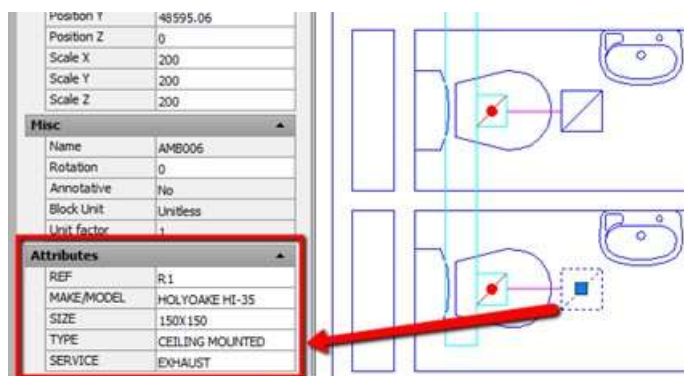 Position Y 48595.06
Position Z 0
Scale X 200
Scale Y 200
Scale Z 200
Misc
Name AMB006
Rotation 0
Annotative No
Block Unit Unitless
Unit factor 1
Attributes
REF R1
MAKE/MODEL HOLYOAKE HI-35
SIZE 150X150
TYPE CEILING MOUNTED
SERVICE EXHAUST